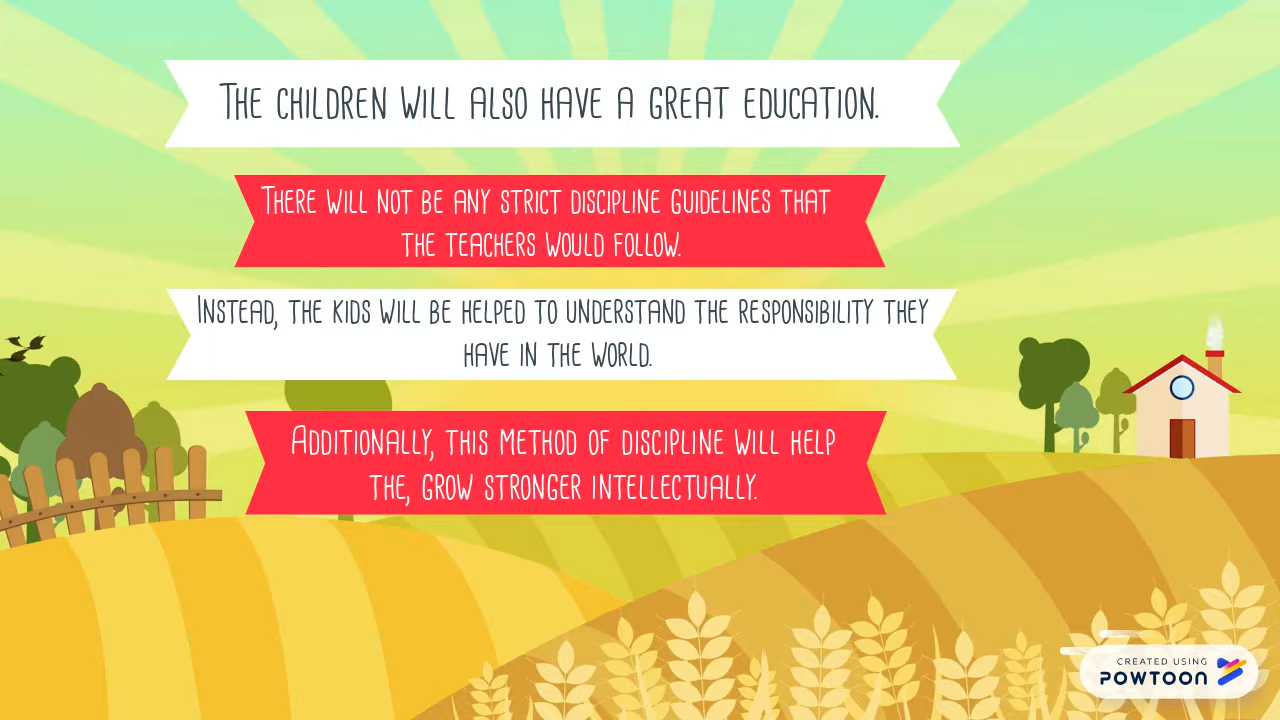 The children will also have a great education.
There will not be any strict discipline guidelines that
the teachers would follow.
Instead, the kids will be helped to understand the responsibility they
have in the world.
Additionally, this method of discipline will help
the, grow stronger intellectually.
CREATED USING
POWTOON